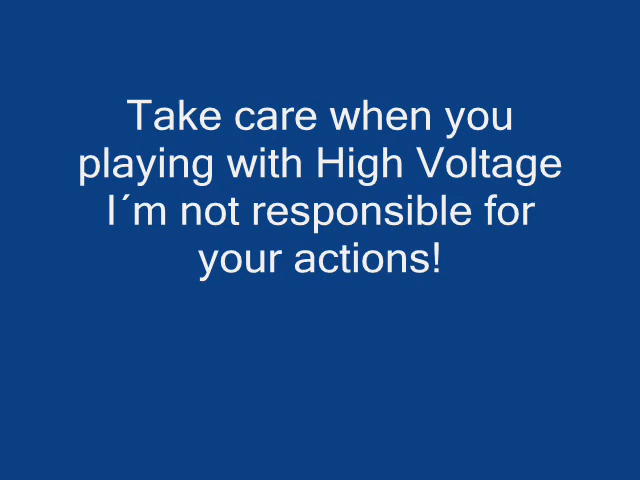 Take care when you
playing with High Voltage
I´m not responsible for
your actions!